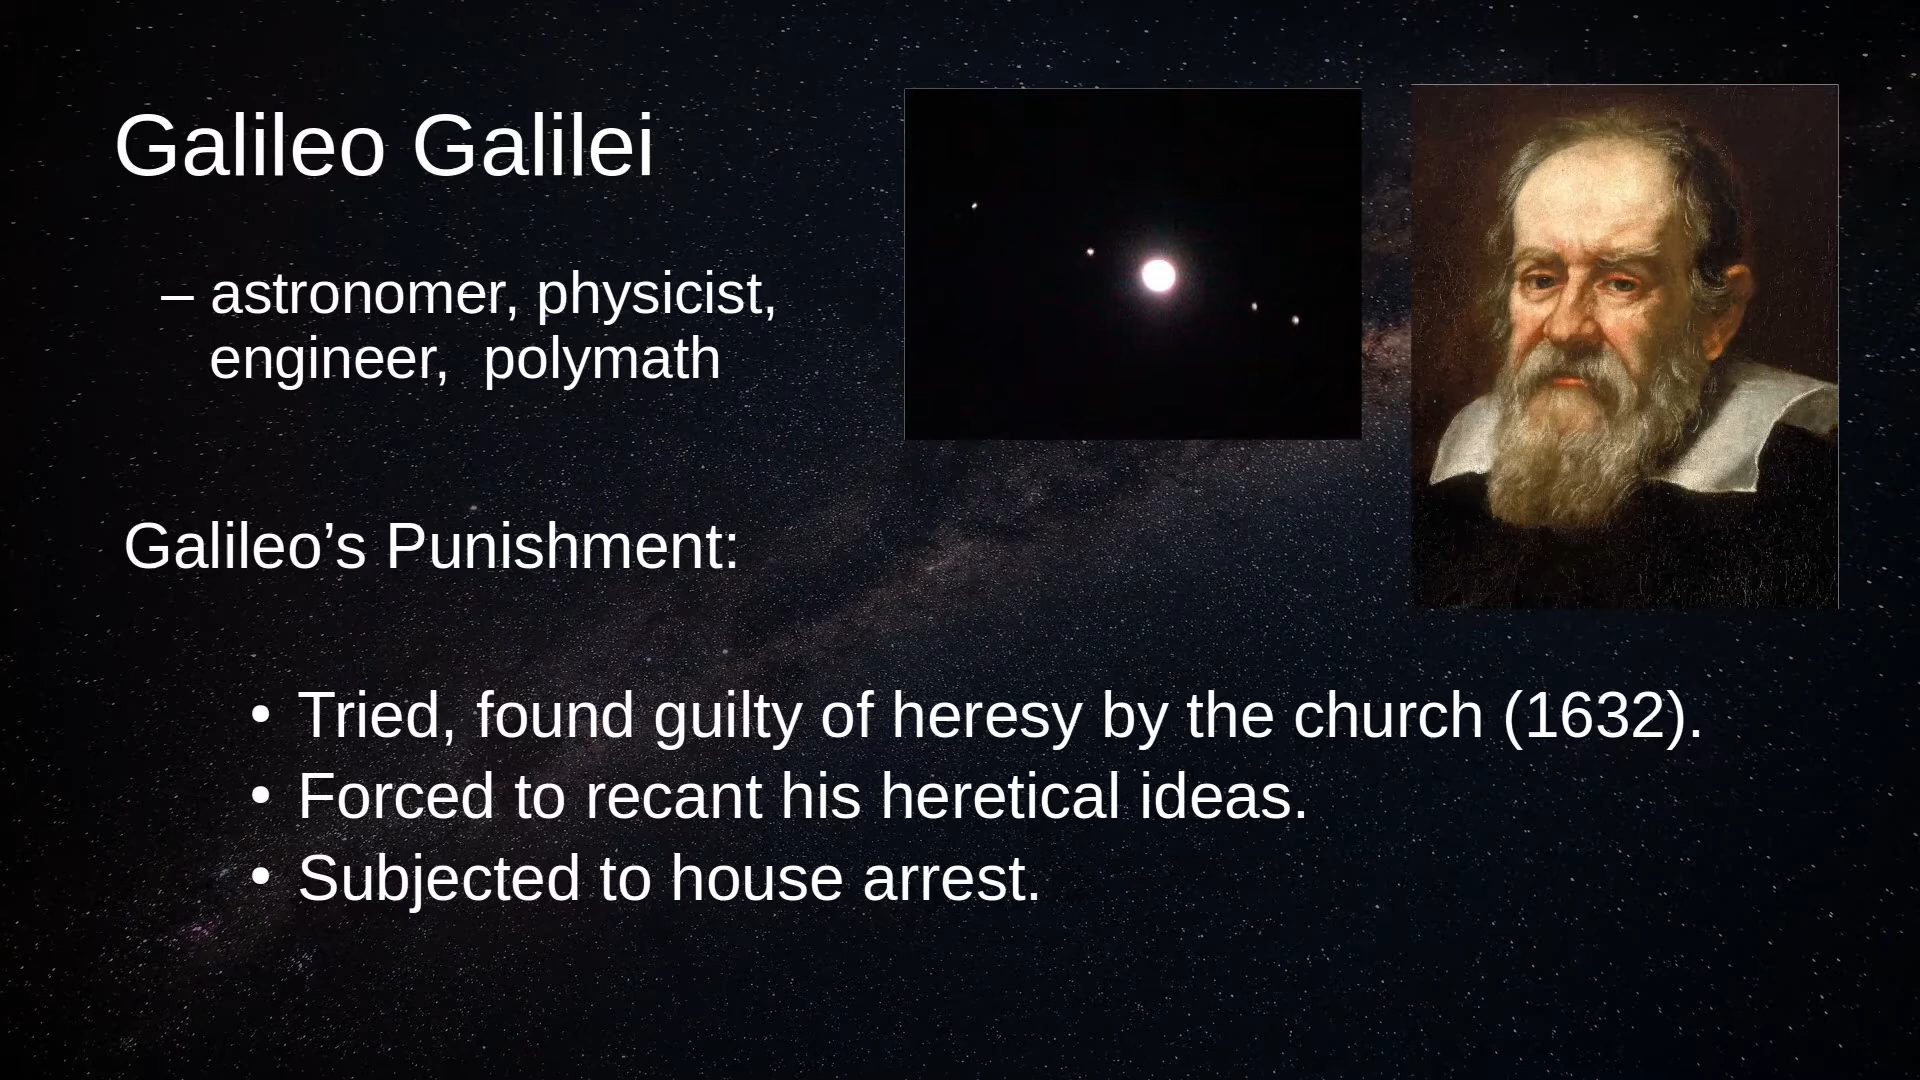 Galileo Galilei
– astronomer, physicist,
engineer,  polymath
Galileo’s Punishment:
• Tried, found guilty of heresy by the church (1632).
• Forced to recant his heretical ideas.
• Subjected to house arrest.